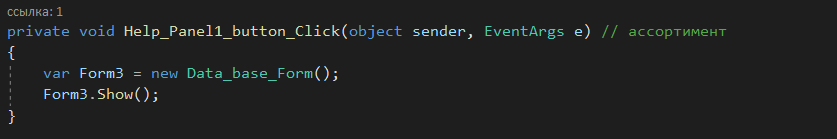 ссылка: 1
private void Help_Panel1_button_Click(object sender, EventArgs e) // ассортимент
{
    var Form3 = new Data_base_Form();
    Form3.Show();
}